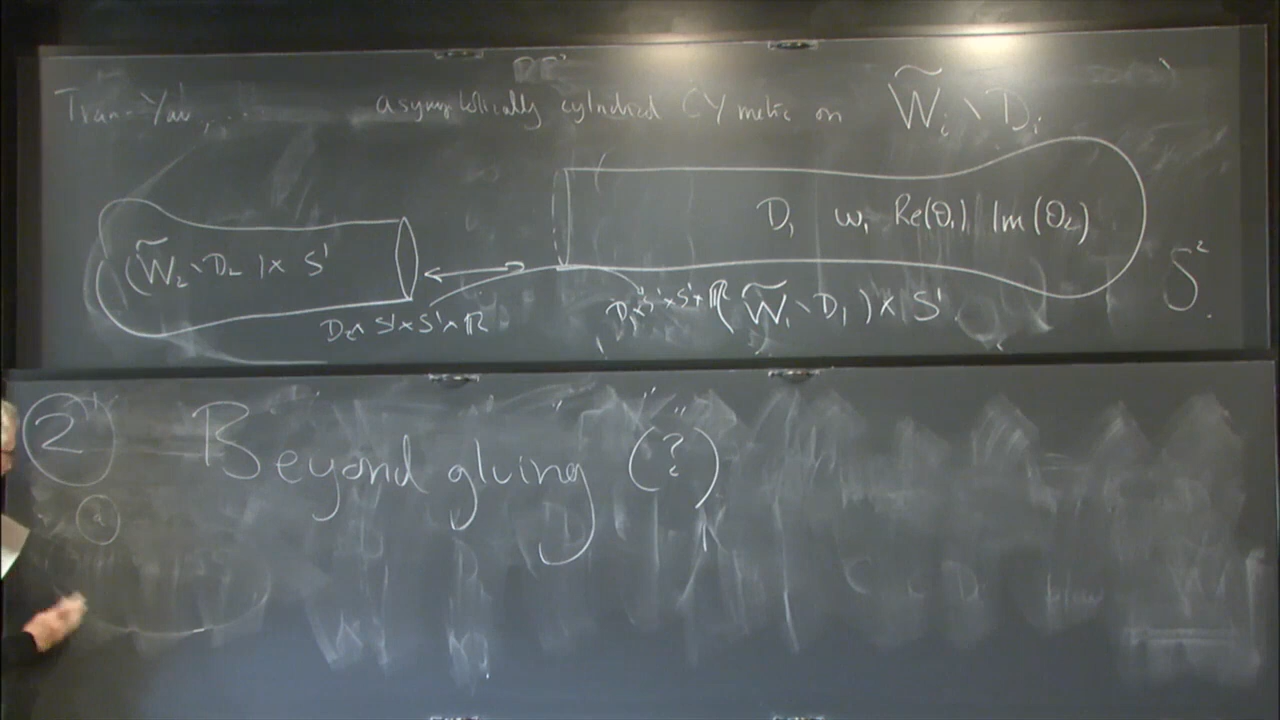 Tian-Yau, ... asymptotically cylindrical CY metric on W̃ᵢ \ Dᵢ
D₁ ω₁ Re(Θ₁) Im(Θ₂)
(W̃₂ \ D₂) × S¹
S²
D₂ × S¹ × S¹ × ℝ
D₁ × S¹ × S¹ × ℝ (W̃₁ \ D₁) × S¹
② Beyond gluing (?)
ⓐ